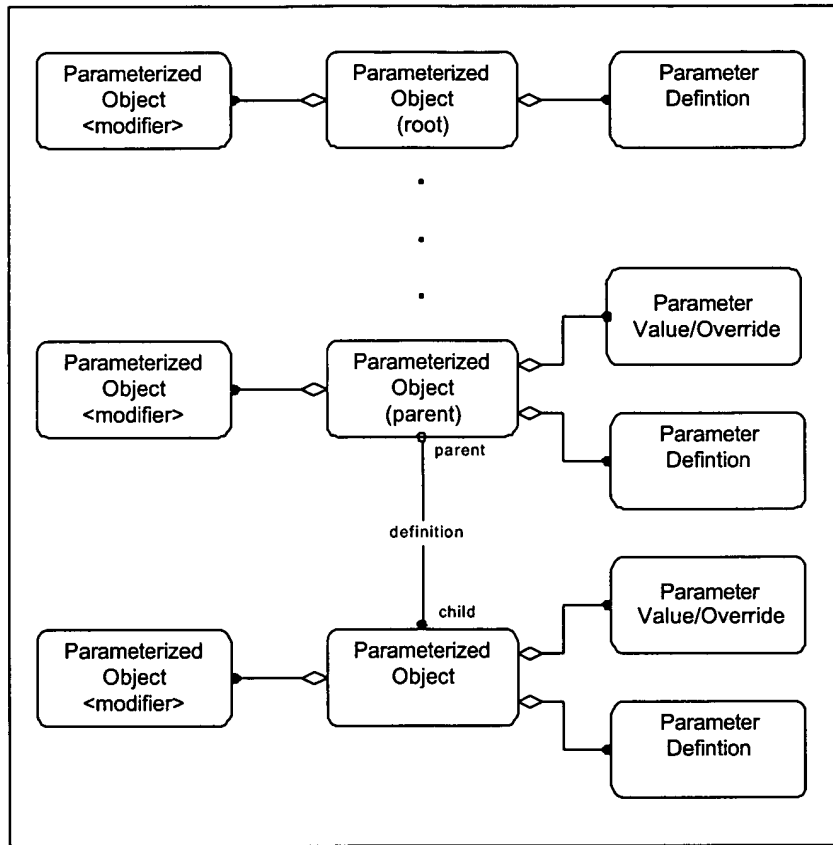 Parameterized
Object
<modifier>
Parameterized
Object
(root)
Parameter
Defintion
Parameter
Value/Override
Parameterized
Object
<modifier>
Parameterized
Object
(parent)
Parameter
Defintion
parent
definition
child
Parameter
Value/Override
Parameterized
Object
<modifier>
Parameterized
Object
Parameter
Defintion